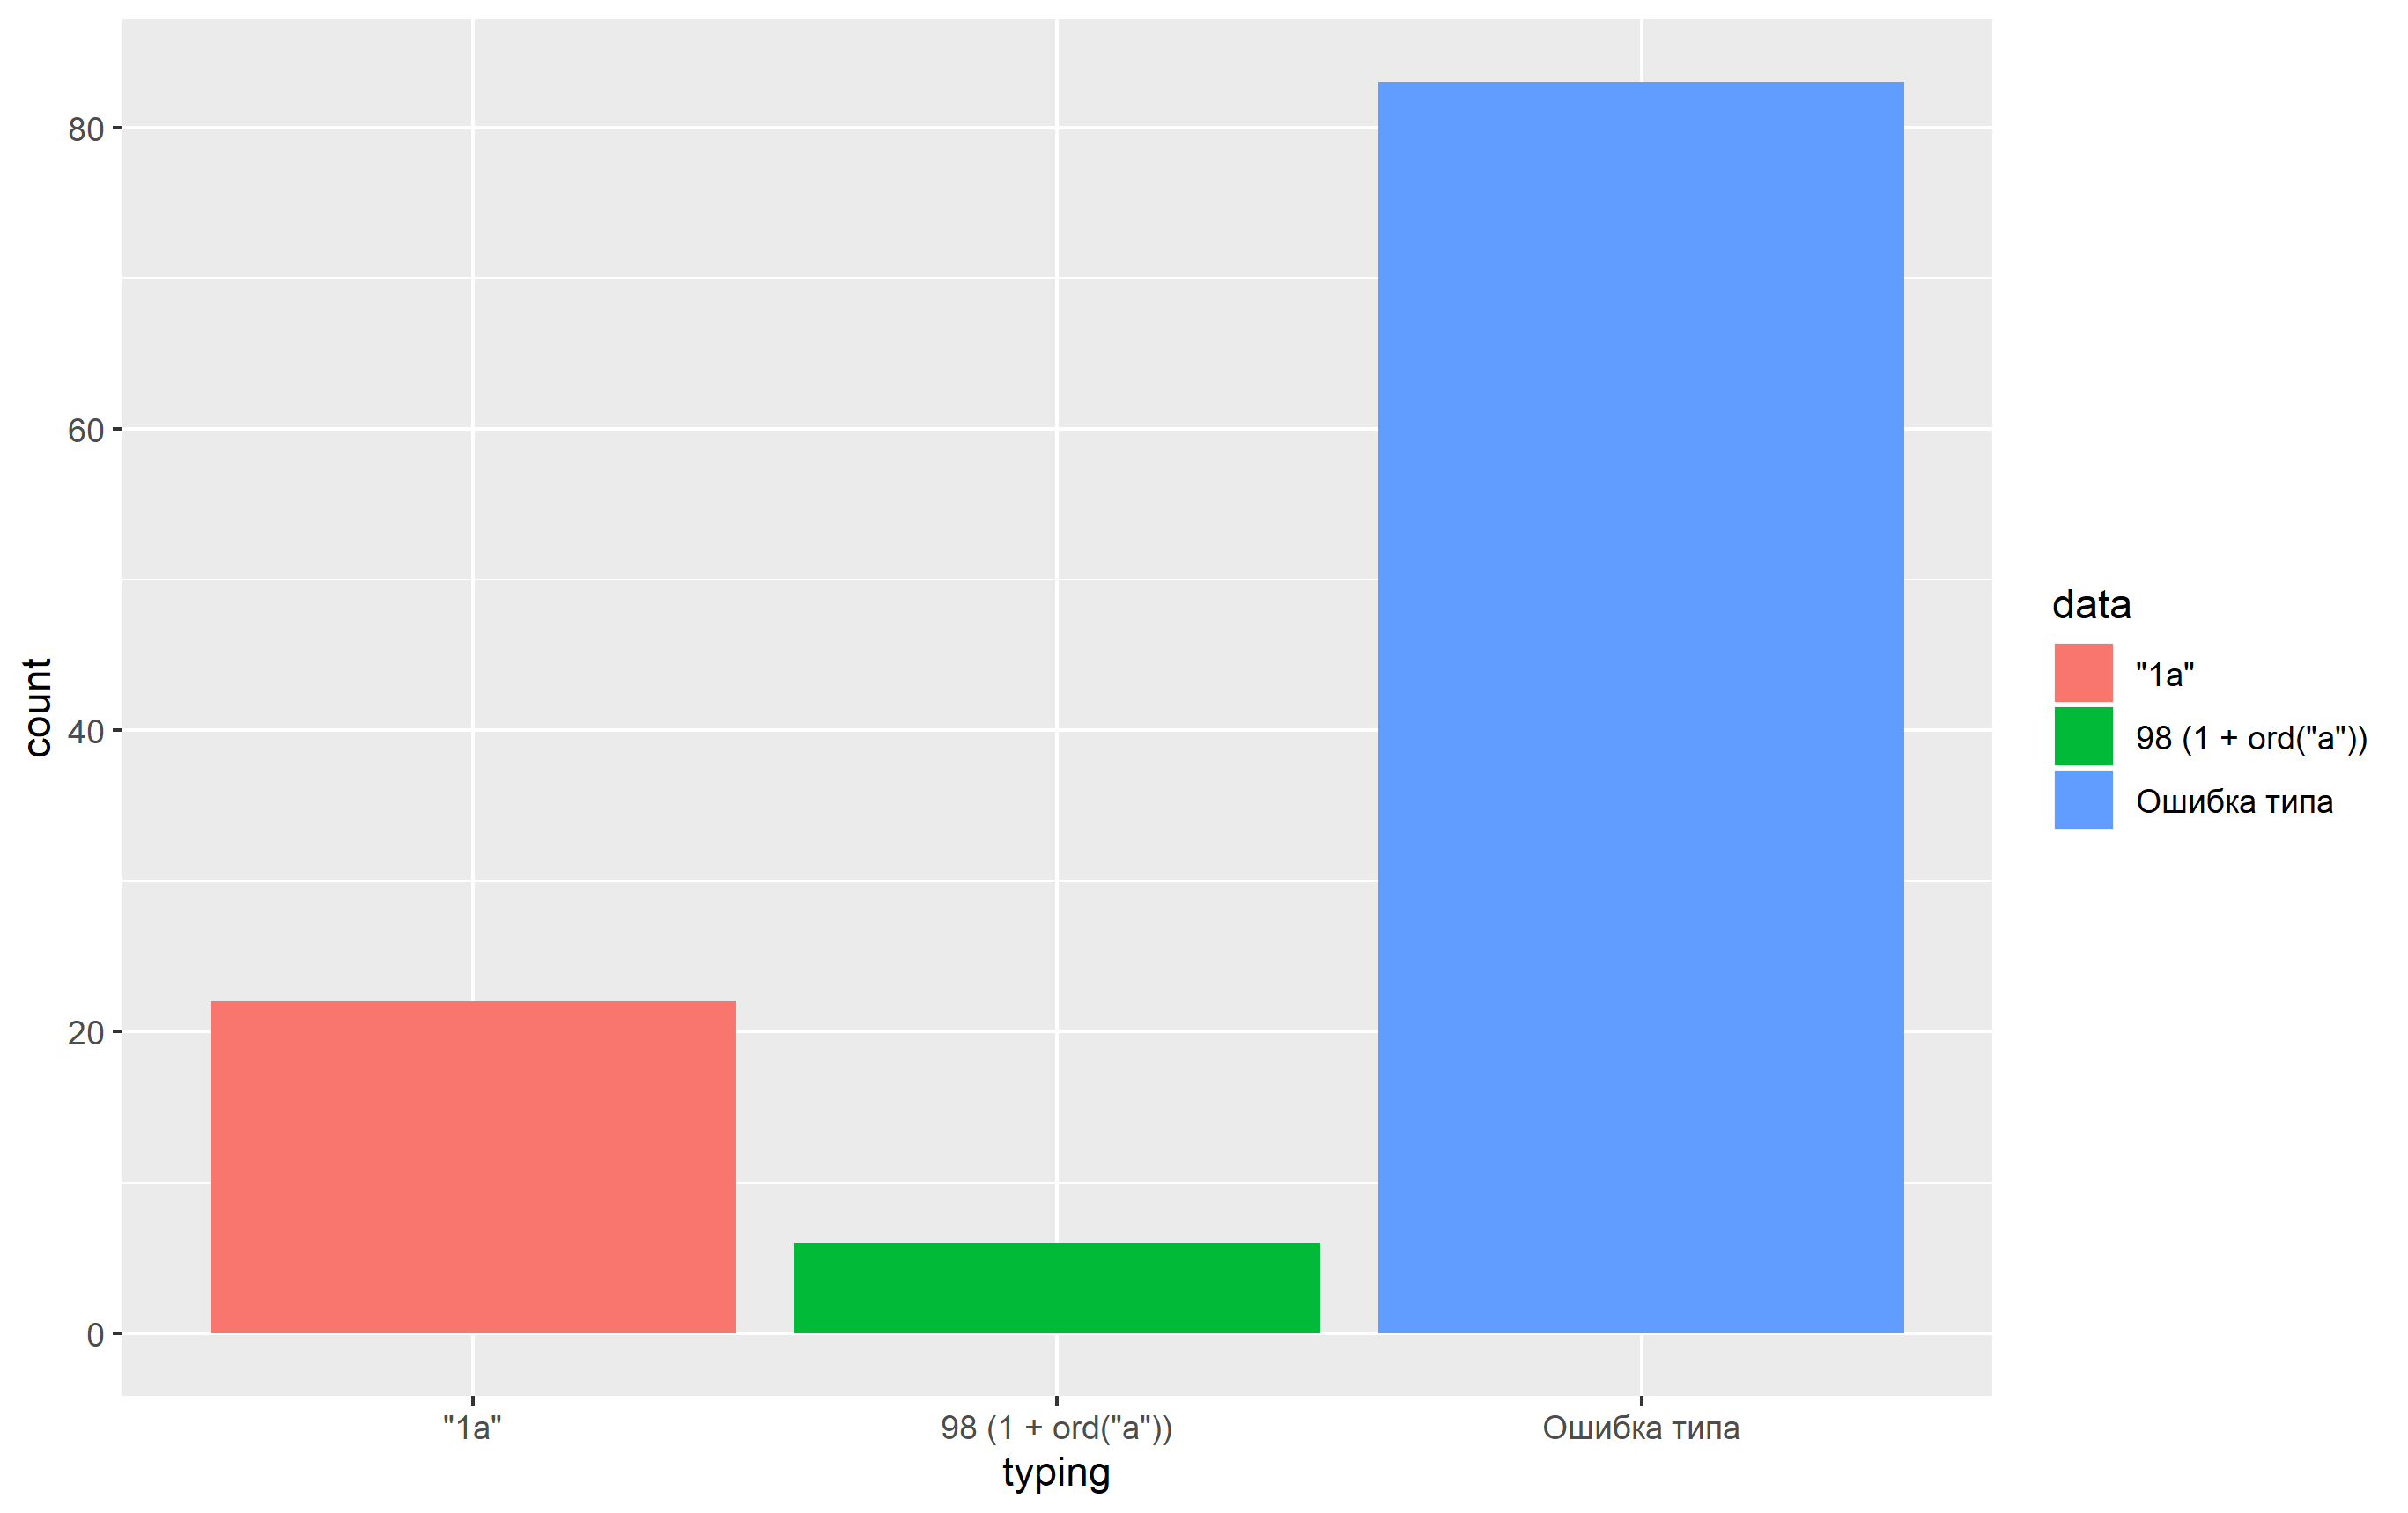 80
60
40
20
0
count
"1a"
98 (1 + ord("a"))
Ошибка типа
typing
data
"1a"
98 (1 + ord("a"))
Ошибка типа